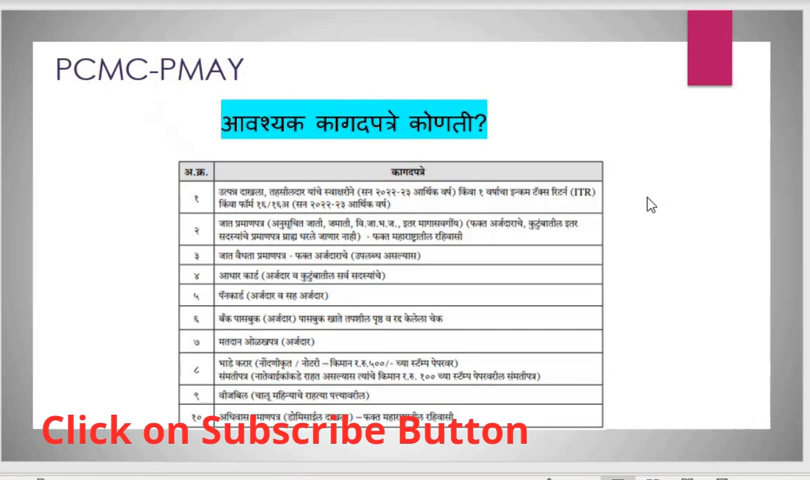 PCMC-PMAY
आवश्यक कागदपत्रे कोणती?
अ.क्र. कागदपत्रे
१ उत्पन्न दाखला, तहसीलदार यांचे स्वाक्षरीने (सन २०२२-२३ आर्थिक वर्ष) किंवा १ वर्षाचा इन्कम टॅक्स रिटर्न (ITR)
किंवा फॉर्म १६/१६अ (सन २०२२-२३ आर्थिक वर्ष)
२ जात प्रमाणपत्र (अनुसूचित जाती, जमाती, वि.जा.भ.ज., इतर मागासवर्गीय) (फक्त अर्जदाराचे, कुटुंबातील इतर
सदस्यांचे प्रमाणपत्र ग्राह्य धरले जाणार नाही) - फक्त महाराष्ट्रातील रहिवासी
३ जात वैधता प्रमाणपत्र - फक्त अर्जदाराचे (उपलब्ध असल्यास)
४ आधार कार्ड (अर्जदार व कुटुंबातील सर्व सदस्यांचे)
५ पॅनकार्ड (अर्जदार व सह अर्जदार)
६ बँक पासबुक (अर्जदार) पासबुक खाते तपशील पृष्ठ व रद्द केलेला चेक
७ मतदान ओळखपत्र (अर्जदार)
८ भाडे करार (नोंदणीकृत / नोटरी – किमान र.रु.५००/- च्या स्टॅम्प पेपरवर)
संमतीपत्र (नातेवाईकांकडे राहत असल्यास त्यांचे किमान र.रु. १०० च्या स्टॅम्प पेपरवरील संमतीपत्र)
९ वीजबिल (चालू महिन्याचे राहत्या पत्त्यावरील)
१० अधिवास प्रमाणपत्र (डोमिसाईल दाखला) – फक्त महाराष्ट्रातील रहिवासी
Click on Subscribe Button